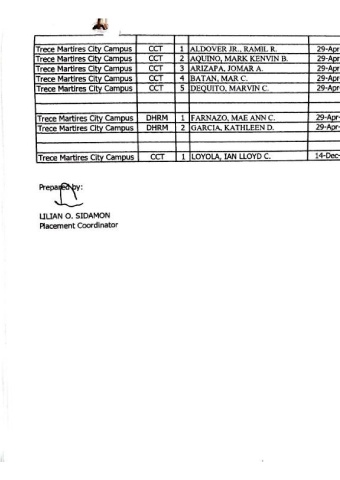 Trece Martires City Campus CCT 1 ALDOVER JR., RAMIL R. 29-Apr
Trece Martires City Campus CCT 2 AQUINO, MARK KENVIN B. 29-Apr
Trece Martires City Campus CCT 3 ARIZAPA, JOMAR A. 29-Apr
Trece Martires City Campus CCT 4 BATAN, MAR C. 29-Apr
Trece Martires City Campus CCT 5 DEQUITO, MARVIN C. 29-Apr
Trece Martires City Campus DHRM 1 FARNAZO, MAE ANN C. 29-Apr-
Trece Martires City Campus DHRM 2 GARCIA, KATHLEEN D. 29-Apr-
Trece Martires City Campus CCT 1 LOYOLA, IAN LLOYD C. 14-Dec-
Prepared by:
LILIAN O. SIDAMON
Placement Coordinator